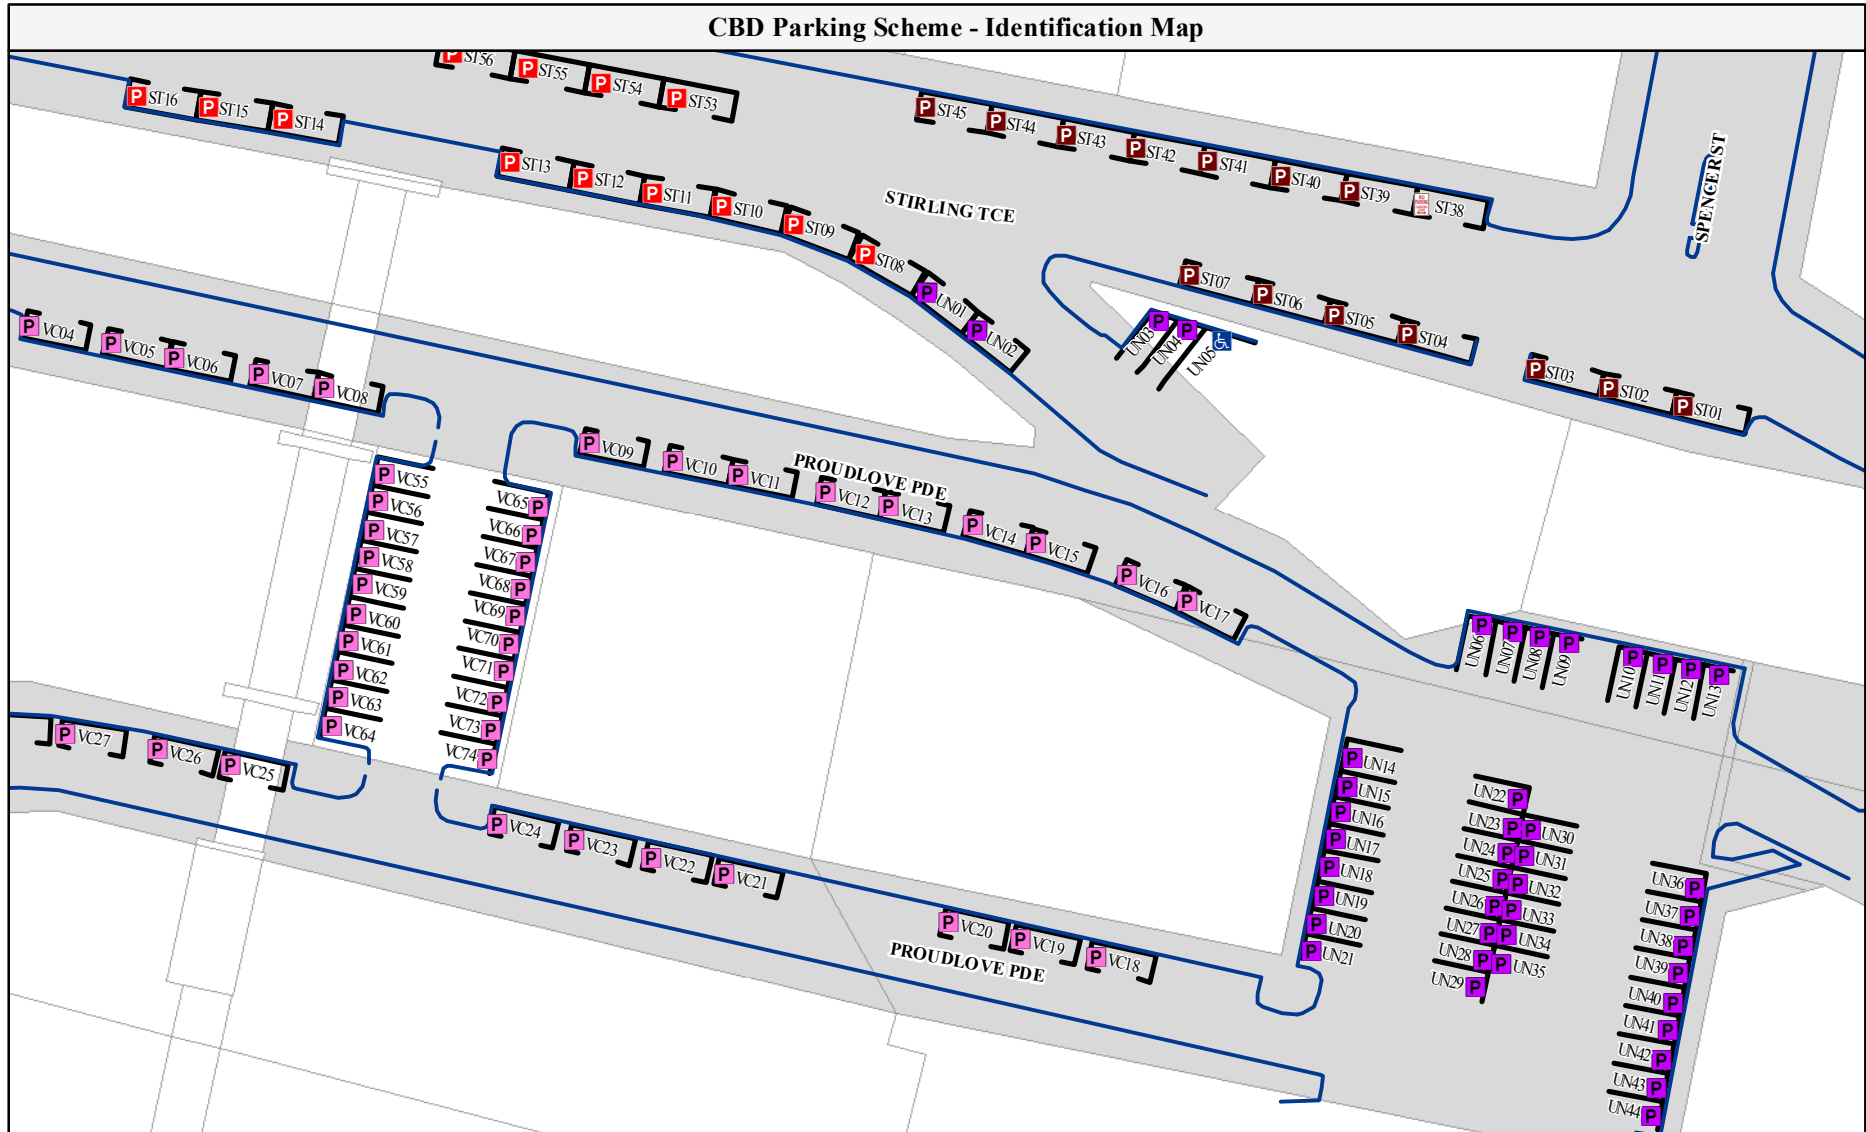 CBD Parking Scheme - Identification Map
P ST56
P ST55
P ST54
P ST53
P ST16
P ST15
P ST14
P ST45
P ST44
P ST43
P ST42
P ST41
P ST40
P ST39
ST38
P ST13
P ST12
P ST11
P ST10
P ST09
P ST08
STIRLING TCE
SPENCER ST
P UN01
P UN02
P UN03
P UN04
UN05
P ST07
P ST06
P ST05
P ST04
P ST03
P ST02
P ST01
P VC04
P VC05
P VC06
P VC07
P VC08
P VC09
P VC10
P VC11
PROUDLOVE PDE
P VC12
P VC13
P VC14
P VC15
P VC16
P VC17
P VC55
P VC56
P VC57
P VC58
P VC59
P VC60
P VC61
P VC62
P VC63
P VC64
VC65 P
VC66 P
VC67 P
VC68 P
VC69 P
VC70 P
VC71 P
VC72 P
VC73 P
VC74 P
P UN06
P UN07
P UN08
P UN09
P UN10
P UN11
P UN12
P UN13
P VC27
P VC26
P VC25
P VC24
P VC23
P VC22
P VC21
P VC20
P VC19
P VC18
PROUDLOVE PDE
P UN14
P UN15
P UN16
P UN17
P UN18
P UN19
P UN20
P UN21
UN22 P
UN23 P
UN24 P
UN25 P
UN26 P
UN27 P
UN28 P
UN29 P
P UN30
P UN31
P UN32
P UN33
P UN34
P UN35
UN36 P
UN37 P
UN38 P
UN39 P
UN40 P
UN41 P
UN42 P
UN43 P
UN44 P